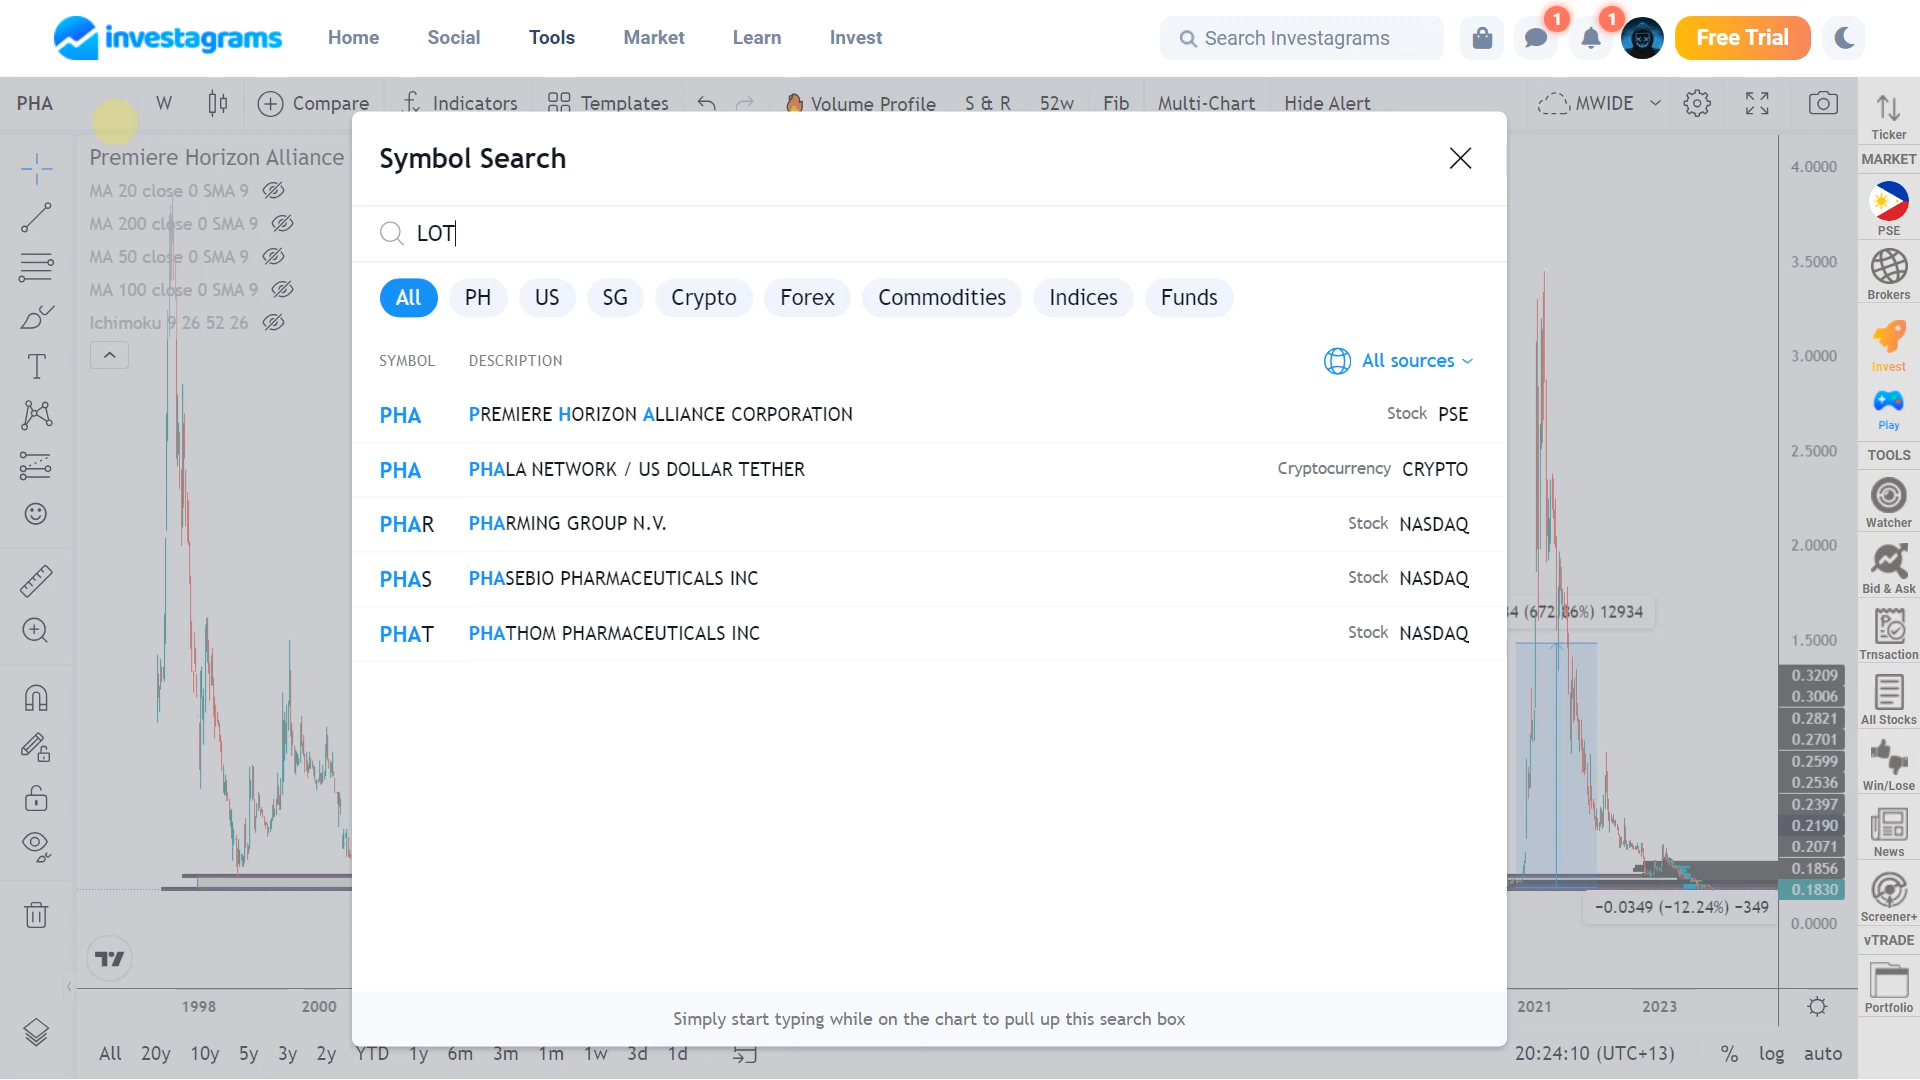 investagrams
Home
Social
Tools
Market
Learn
Invest
Search Investagrams
1
1
Free Trial
PHA
W
Compare
Indicators
Templates
Volume Profile
S & R
52w
Fib
Multi-Chart
Hide Alert
MWIDE
Premiere Horizon Alliance
MA 20 close 0 SMA 9
MA 200 close 0 SMA 9
MA 50 close 0 SMA 9
MA 100 close 0 SMA 9
Ichimoku 9 26 52 26
Symbol Search
LOT
All
PH
US
SG
Crypto
Forex
Commodities
Indices
Funds
SYMBOL
DESCRIPTION
All sources
PHA PREMIERE HORIZON ALLIANCE CORPORATION Stock PSE
PHA PHALA NETWORK / US DOLLAR TETHER Cryptocurrency CRYPTO
PHAR PHARMING GROUP N.V. Stock NASDAQ
PHAS PHASEBIO PHARMACEUTICALS INC Stock NASDAQ
PHAT PHATHOM PHARMACEUTICALS INC Stock NASDAQ
Simply start typing while on the chart to pull up this search box
4.0000
3.5000
3.0000
2.5000
2.0000
1.5000
0.3209
0.3006
0.2821
0.2701
0.2599
0.2536
0.2397
0.2190
0.2071
0.1856
0.1830
0.0000
34 (672.86%) 12934
−0.0349 (−12.24%) −349
1998
2000
2021
2023
All
20y
10y
5y
3y
2y
YTD
1y
6m
3m
1m
1w
3d
1d
20:24:10 (UTC+13)
%
log
auto
Ticker
MARKET
PSE
Brokers
Invest
Play
TOOLS
Watcher
Bid & Ask
Trnsaction
All Stocks
Win/Lose
News
Screener+
vTRADE
Portfolio